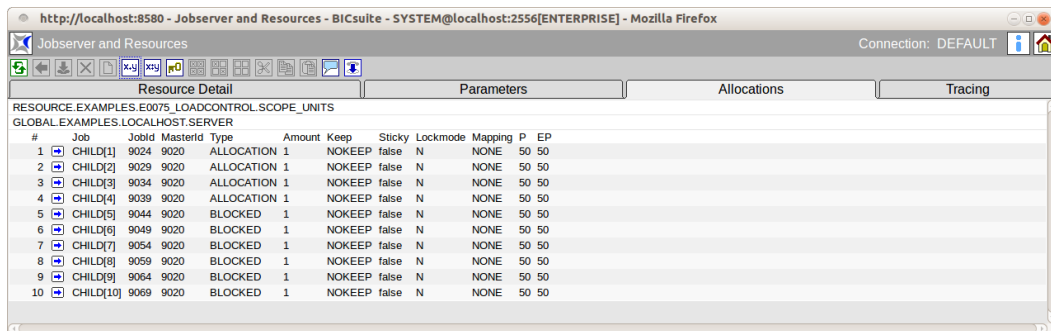 http://localhost:8580 - Jobserver and Resources - BICsuite - SYSTEM@localhost:2556[ENTERPRISE] - Mozilla Firefox
Jobserver and Resources Connection: DEFAULT
x,y x=y
Resource Detail Parameters Allocations Tracing
RESOURCE.EXAMPLES.E0075_LOADCONTROL.SCOPE_UNITS
GLOBAL.EXAMPLES.LOCALHOST.SERVER
# Job JobId MasterId Type Amount Keep Sticky Lockmode Mapping P EP
1 CHILD[1] 9024 9020 ALLOCATION 1 NOKEEP false N NONE 50 50
2 CHILD[2] 9029 9020 ALLOCATION 1 NOKEEP false N NONE 50 50
3 CHILD[3] 9034 9020 ALLOCATION 1 NOKEEP false N NONE 50 50
4 CHILD[4] 9039 9020 ALLOCATION 1 NOKEEP false N NONE 50 50
5 CHILD[5] 9044 9020 BLOCKED 1 NOKEEP false N NONE 50 50
6 CHILD[6] 9049 9020 BLOCKED 1 NOKEEP false N NONE 50 50
7 CHILD[7] 9054 9020 BLOCKED 1 NOKEEP false N NONE 50 50
8 CHILD[8] 9059 9020 BLOCKED 1 NOKEEP false N NONE 50 50
9 CHILD[9] 9064 9020 BLOCKED 1 NOKEEP false N NONE 50 50
10 CHILD[10] 9069 9020 BLOCKED 1 NOKEEP false N NONE 50 50